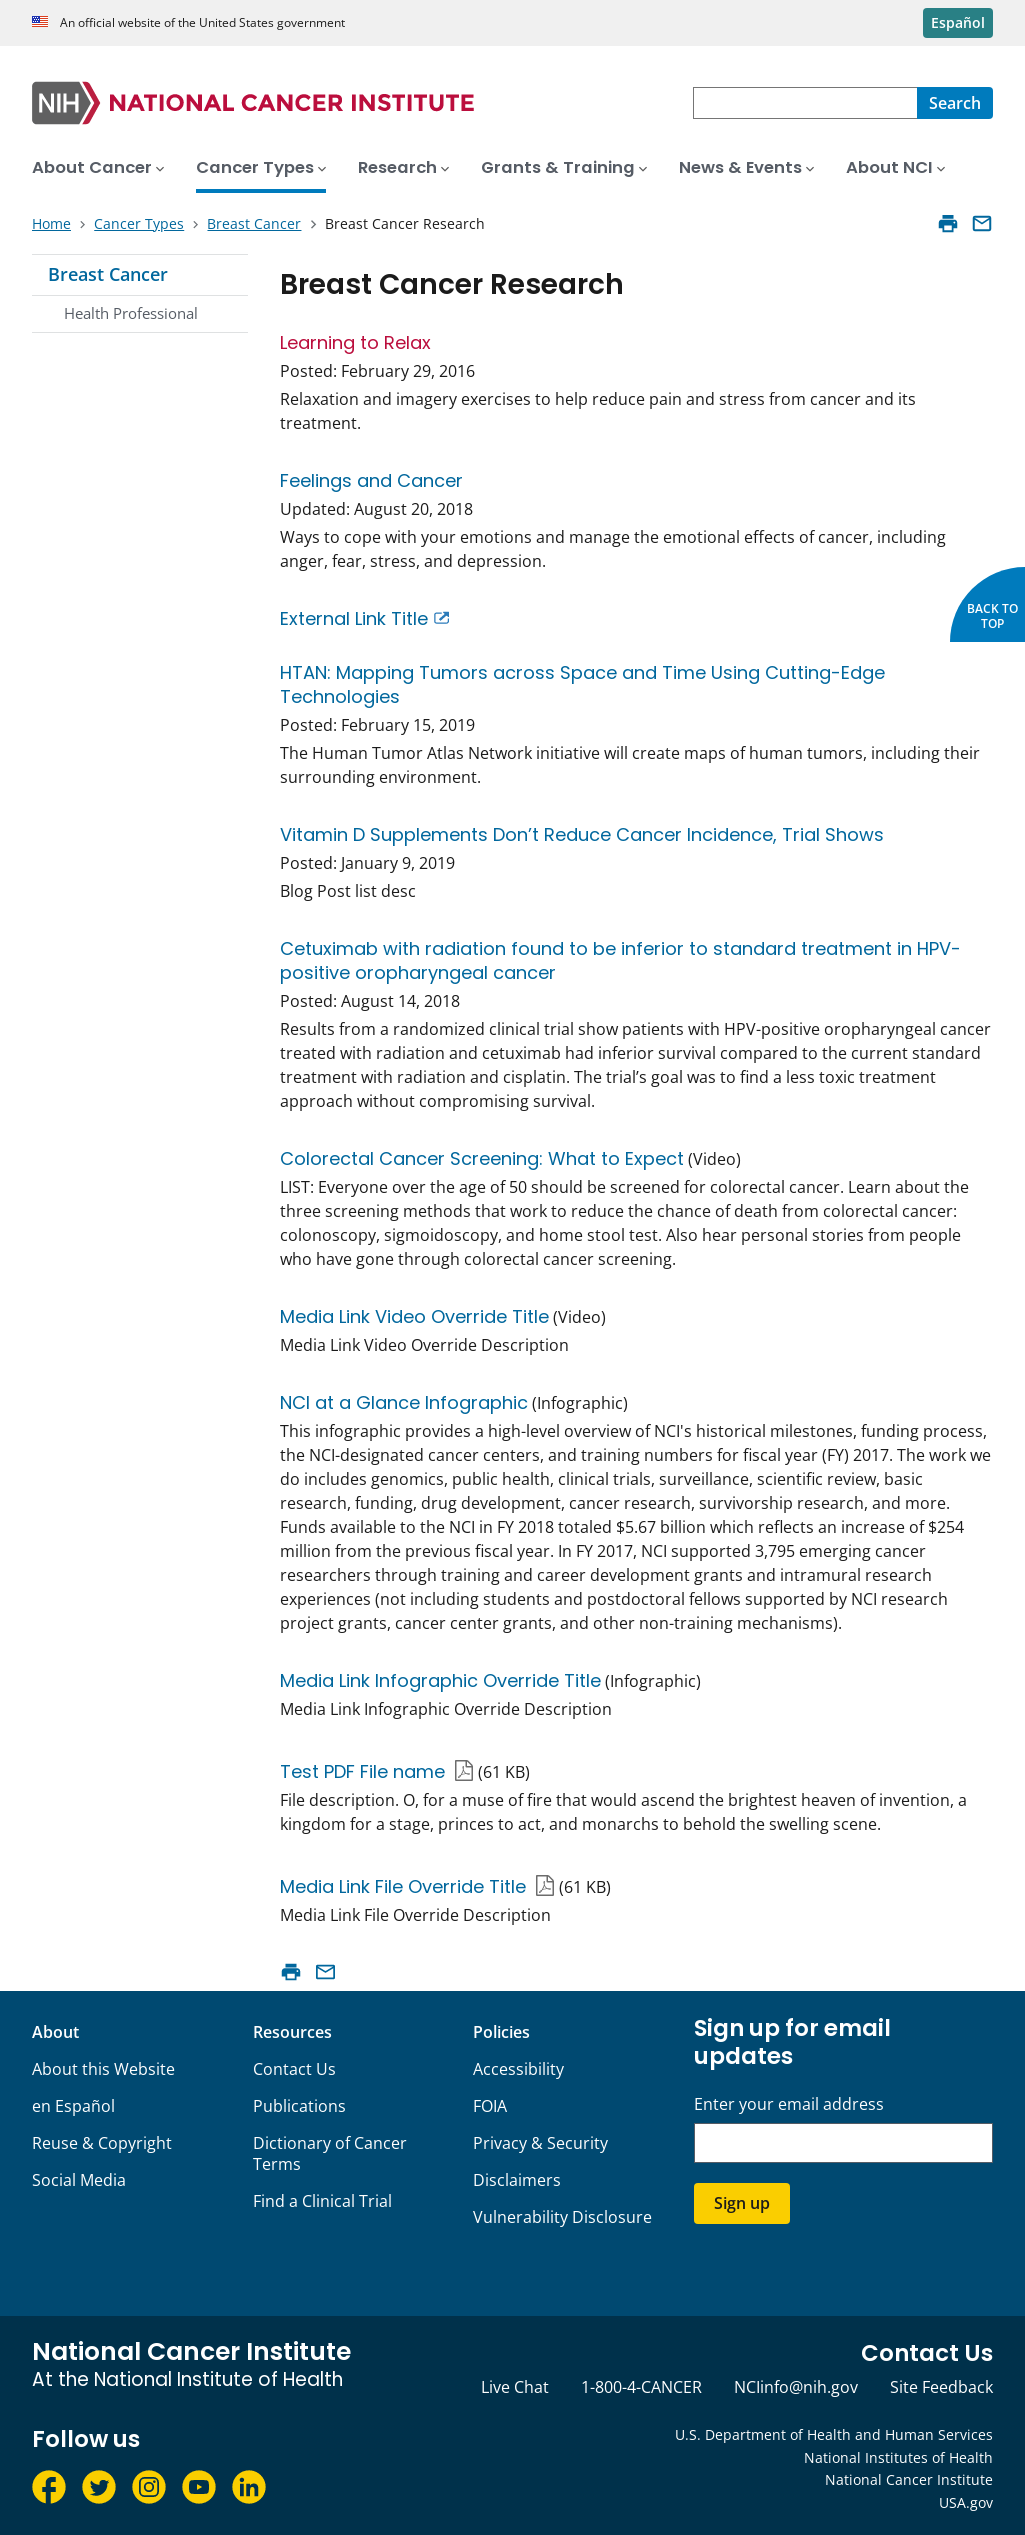 An official website of the United States government
Español
NIH NATIONAL CANCER INSTITUTE
Search
About Cancer
Cancer Types
Research
Grants & Training
News & Events
About NCI
Home
Cancer Types
Breast Cancer
Breast Cancer Research
Breast Cancer
Health Professional
Breast Cancer Research
Learning to Relax
Posted: February 29, 2016
Relaxation and imagery exercises to help reduce pain and stress from cancer and its
treatment.
Feelings and Cancer
Updated: August 20, 2018
Ways to cope with your emotions and manage the emotional effects of cancer, including
anger, fear, stress, and depression.
External Link Title
BACK TO
TOP
HTAN: Mapping Tumors across Space and Time Using Cutting-Edge
Technologies
Posted: February 15, 2019
The Human Tumor Atlas Network initiative will create maps of human tumors, including their
surrounding environment.
Vitamin D Supplements Don’t Reduce Cancer Incidence, Trial Shows
Posted: January 9, 2019
Blog Post list desc
Cetuximab with radiation found to be inferior to standard treatment in HPV-
positive oropharyngeal cancer
Posted: August 14, 2018
Results from a randomized clinical trial show patients with HPV-positive oropharyngeal cancer
treated with radiation and cetuximab had inferior survival compared to the current standard
treatment with radiation and cisplatin. The trial’s goal was to find a less toxic treatment
approach without compromising survival.
Colorectal Cancer Screening: What to Expect (Video)
LIST: Everyone over the age of 50 should be screened for colorectal cancer. Learn about the
three screening methods that work to reduce the chance of death from colorectal cancer:
colonoscopy, sigmoidoscopy, and home stool test. Also hear personal stories from people
who have gone through colorectal cancer screening.
Media Link Video Override Title (Video)
Media Link Video Override Description
NCI at a Glance Infographic (Infographic)
This infographic provides a high-level overview of NCI's historical milestones, funding process,
the NCI-designated cancer centers, and training numbers for fiscal year (FY) 2017. The work we
do includes genomics, public health, clinical trials, surveillance, scientific review, basic
research, funding, drug development, cancer research, survivorship research, and more.
Funds available to the NCI in FY 2018 totaled $5.67 billion which reflects an increase of $254
million from the previous fiscal year. In FY 2017, NCI supported 3,795 emerging cancer
researchers through training and career development grants and intramural research
experiences (not including students and postdoctoral fellows supported by NCI research
project grants, cancer center grants, and other non-training mechanisms).
Media Link Infographic Override Title (Infographic)
Media Link Infographic Override Description
Test PDF File name (61 KB)
File description. O, for a muse of fire that would ascend the brightest heaven of invention, a
kingdom for a stage, princes to act, and monarchs to behold the swelling scene.
Media Link File Override Title (61 KB)
Media Link File Override Description
About
About this Website
en Español
Reuse & Copyright
Social Media
Resources
Contact Us
Publications
Dictionary of Cancer
Terms
Find a Clinical Trial
Policies
Accessibility
FOIA
Privacy & Security
Disclaimers
Vulnerability Disclosure
Sign up for email
updates
Enter your email address
Sign up
National Cancer Institute
At the National Institute of Health
Follow us
Contact Us
Live Chat
1-800-4-CANCER
NCIinfo@nih.gov
Site Feedback
U.S. Department of Health and Human Services
National Institutes of Health
National Cancer Institute
USA.gov